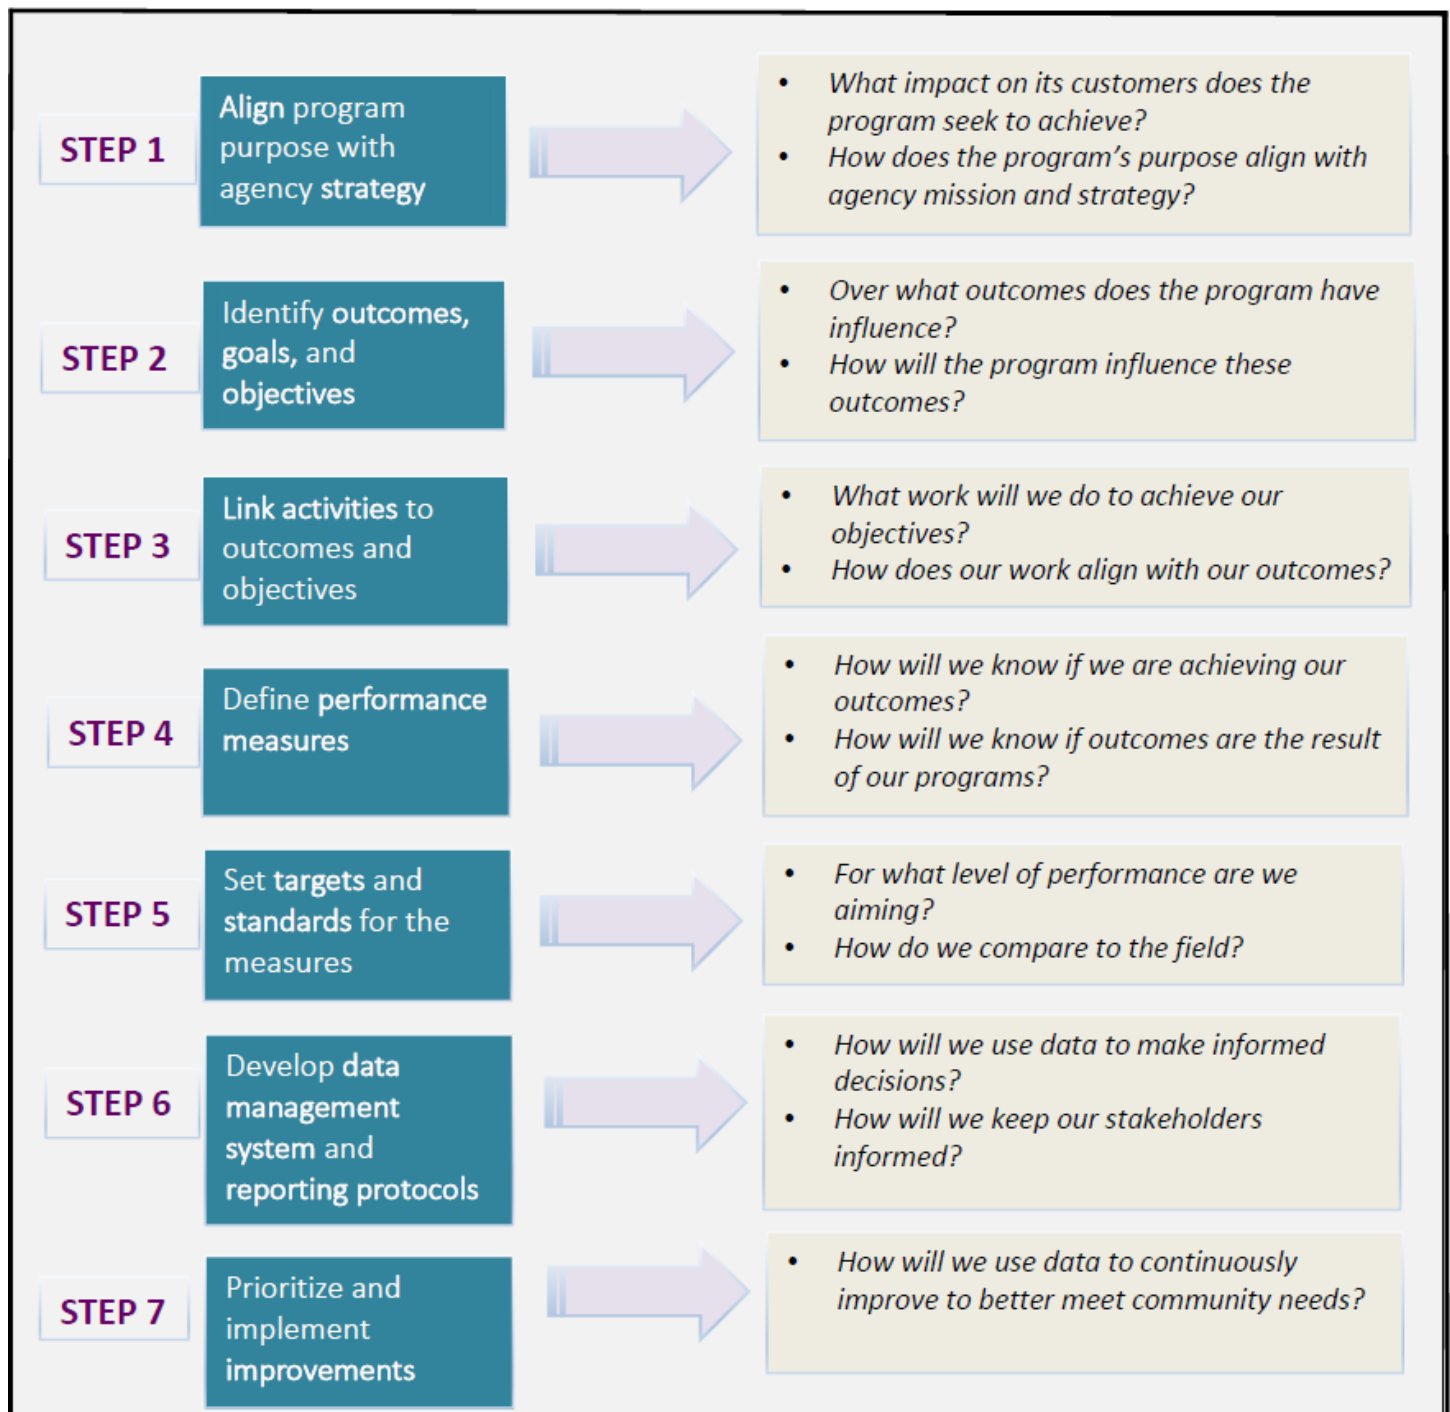 STEP 1
Align program
purpose with
agency strategy
• What impact on its customers does the
program seek to achieve?
• How does the program’s purpose align with
agency mission and strategy?
STEP 2
Identify outcomes,
goals, and
objectives
• Over what outcomes does the program have
influence?
• How will the program influence these
outcomes?
STEP 3
Link activities to
outcomes and
objectives
• What work will we do to achieve our
objectives?
• How does our work align with our outcomes?
STEP 4
Define performance
measures
• How will we know if we are achieving our
outcomes?
• How will we know if outcomes are the result
of our programs?
STEP 5
Set targets and
standards for the
measures
• For what level of performance are we
aiming?
• How do we compare to the field?
STEP 6
Develop data
management
system and
reporting protocols
• How will we use data to make informed
decisions?
• How will we keep our stakeholders
informed?
STEP 7
Prioritize and
implement
improvements
• How will we use data to continuously
improve to better meet community needs?